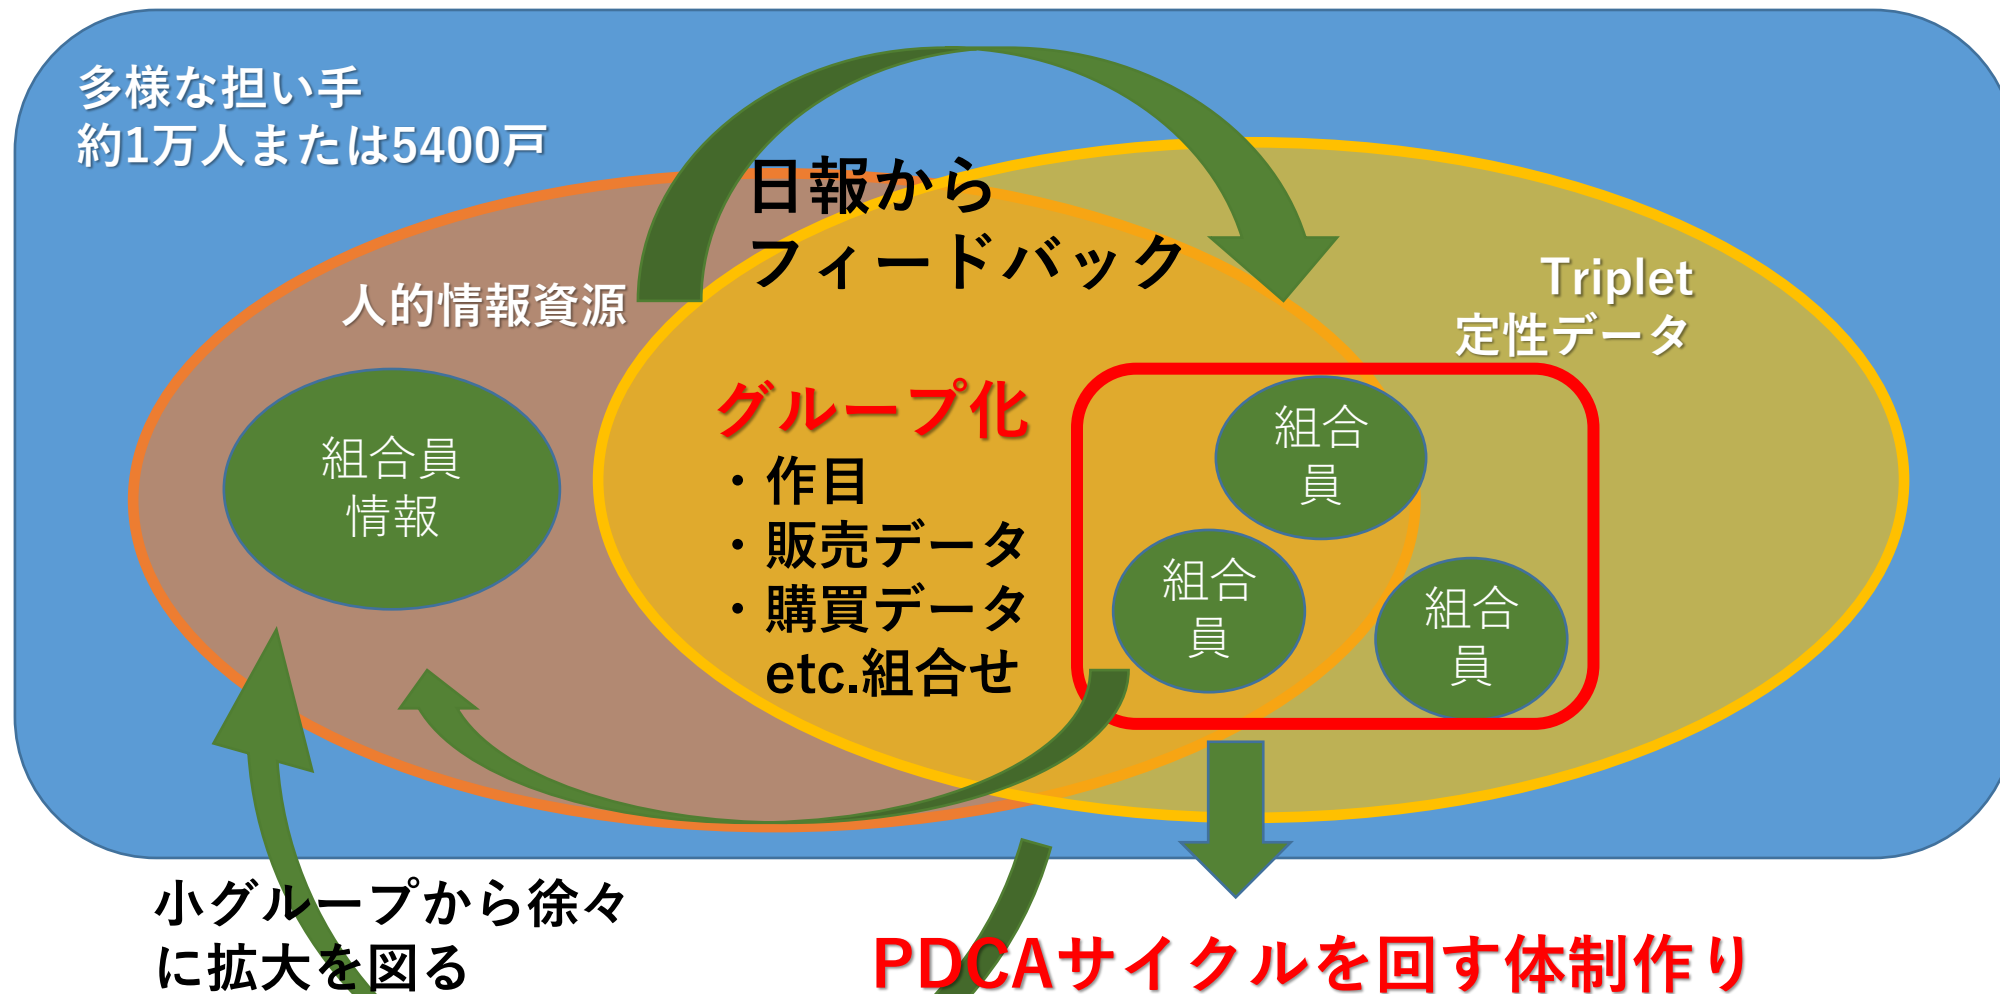 多様な担い手
約1万人または5400戸
日報から
フィードバック
人的情報資源
Triplet
定性データ
グループ化
・作目
・販売データ
・購買データ
etc.組合せ
組合員
情報
組合
員
組合
員
組合
員
小グループから徐々
に拡大を図る
PDCAサイクルを回す体制作り